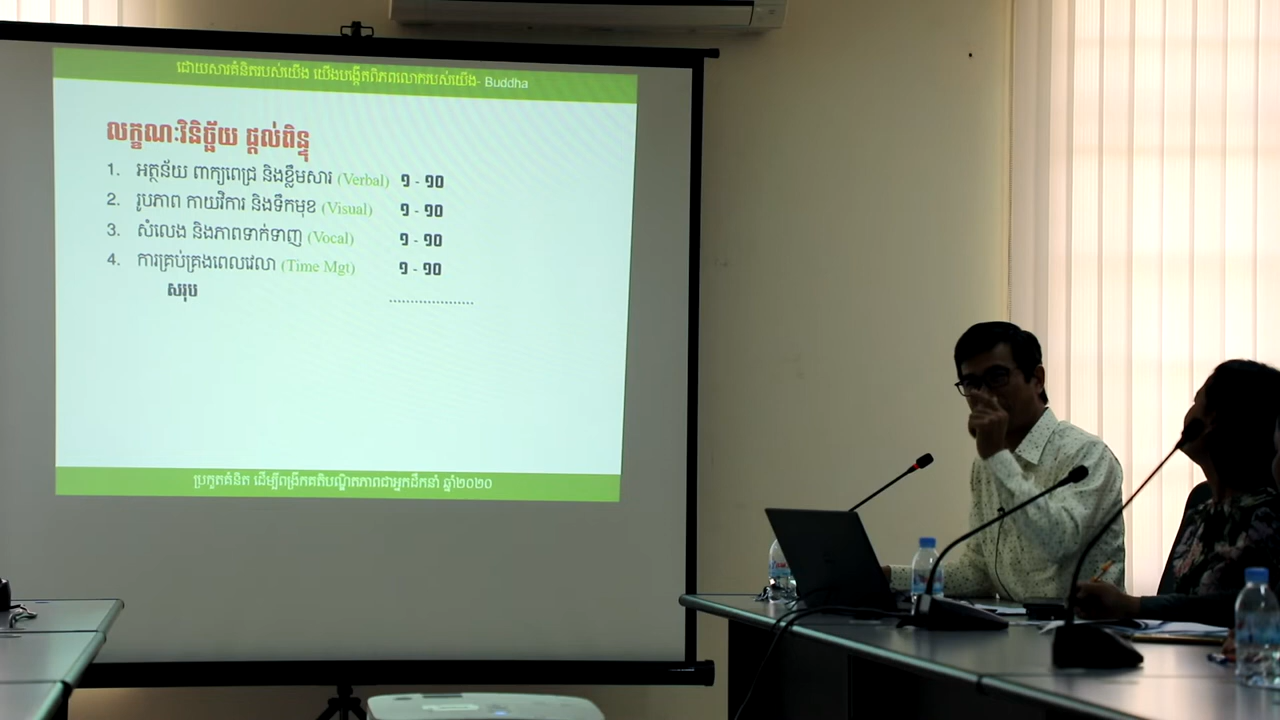 ដោយសារគំនិតរបស់យើង យើងបង្កើតពិភពលោករបស់យើង- Buddha
លក្ខណៈវិនិច្ឆ័យ ផ្តល់ពិន្ទុ
1. អត្ថន័យ ពាក្យពេជ្រ និងខ្លឹមសារ (Verbal) ១ - ១០
2. រូបភាព កាយវិការ និងទឹកមុខ (Visual) ១ - ១០
3. សំលេង និងភាពទាក់ទាញ (Vocal) ១ - ១០
4. ការគ្រប់គ្រងពេលវេលា (Time Mgt) ១ - ១០
សរុប ....................
ប្រកួតគំនិត ដើម្បីពង្រីកគតិបណ្ឌិតភាពជាអ្នកដឹកនាំ ឆ្នាំ២០២០